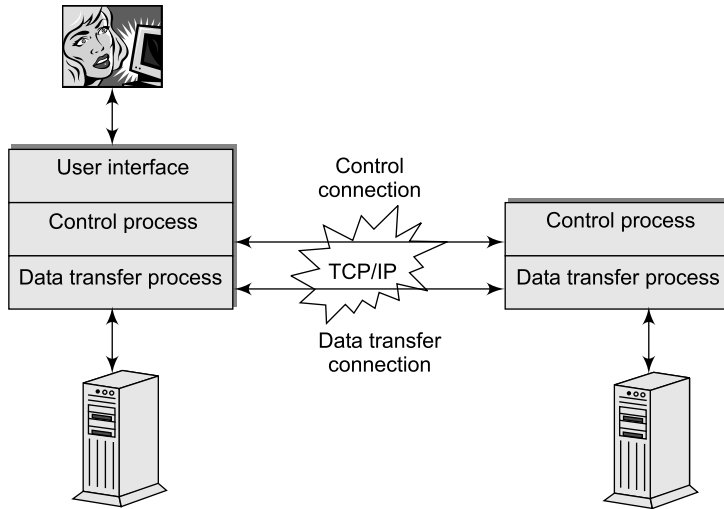 User interface
Control process
Data transfer process
Control
connection
TCP/IP
Data transfer
connection
Control process
Data transfer process